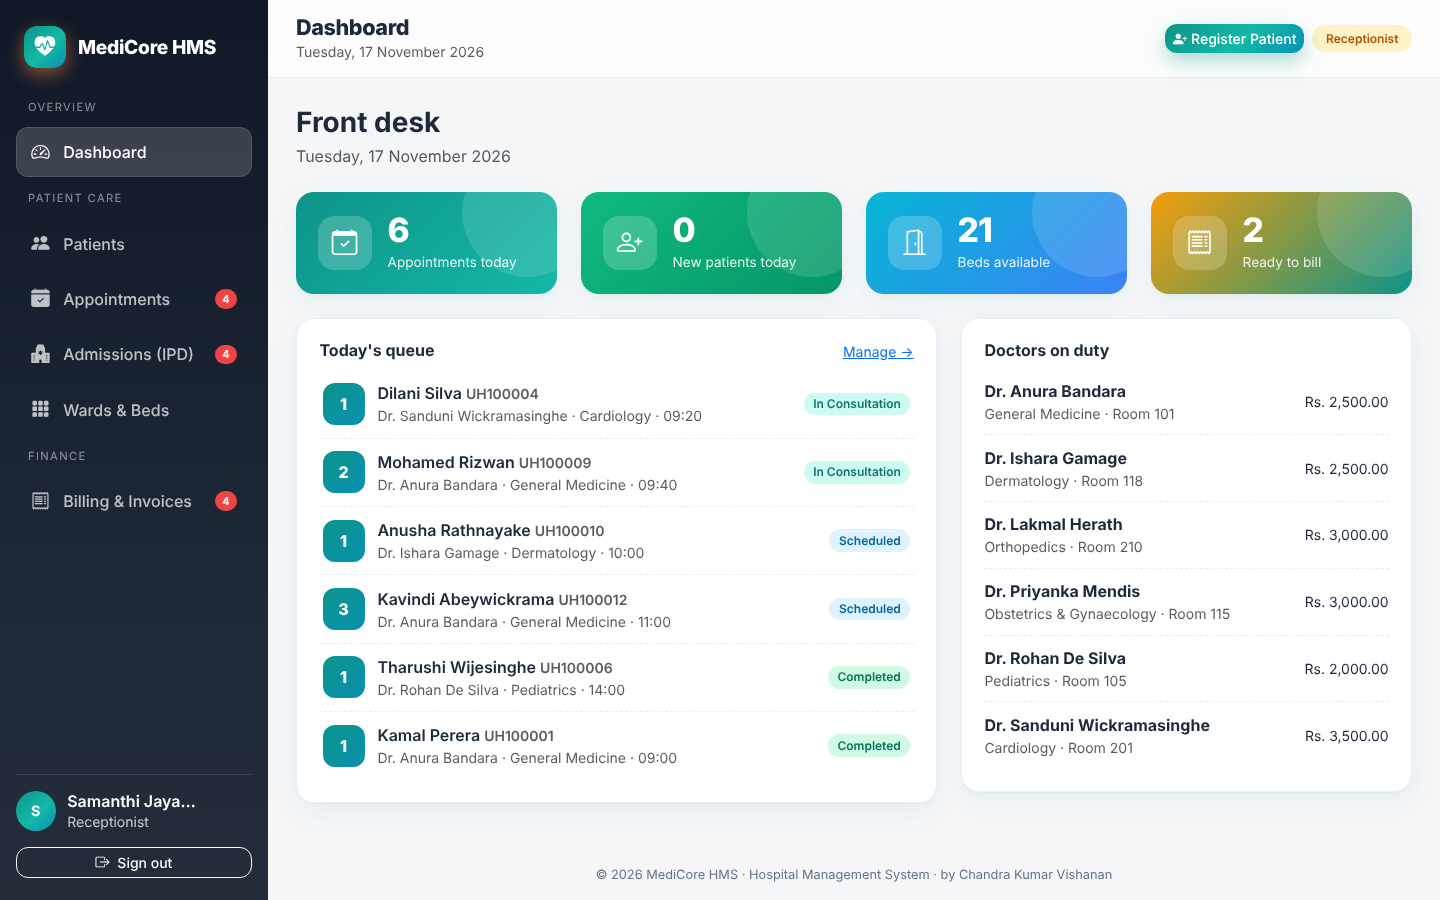 MediCore HMS
OVERVIEW
Dashboard
PATIENT CARE
Patients
Appointments 4
Admissions (IPD) 4
Wards & Beds
FINANCE
Billing & Invoices 4
S
Samanthi Jaya...
Receptionist
Sign out
Dashboard
Tuesday, 17 November 2026
Register Patient
Receptionist
Front desk
Tuesday, 17 November 2026
6
Appointments today
0
New patients today
21
Beds available
2
Ready to bill
Today's queue
Manage →
1
Dilani Silva UH100004
Dr. Sanduni Wickramasinghe · Cardiology · 09:20
In Consultation
2
Mohamed Rizwan UH100009
Dr. Anura Bandara · General Medicine · 09:40
In Consultation
1
Anusha Rathnayake UH100010
Dr. Ishara Gamage · Dermatology · 10:00
Scheduled
3
Kavindi Abeywickrama UH100012
Dr. Anura Bandara · General Medicine · 11:00
Scheduled
1
Tharushi Wijesinghe UH100006
Dr. Rohan De Silva · Pediatrics · 14:00
Completed
1
Kamal Perera UH100001
Dr. Anura Bandara · General Medicine · 09:00
Completed
Doctors on duty
Dr. Anura Bandara
General Medicine · Room 101
Rs. 2,500.00
Dr. Ishara Gamage
Dermatology · Room 118
Rs. 2,500.00
Dr. Lakmal Herath
Orthopedics · Room 210
Rs. 3,000.00
Dr. Priyanka Mendis
Obstetrics & Gynaecology · Room 115
Rs. 3,000.00
Dr. Rohan De Silva
Pediatrics · Room 105
Rs. 2,000.00
Dr. Sanduni Wickramasinghe
Cardiology · Room 201
Rs. 3,500.00
© 2026 MediCore HMS · Hospital Management System · by Chandra Kumar Vishanan